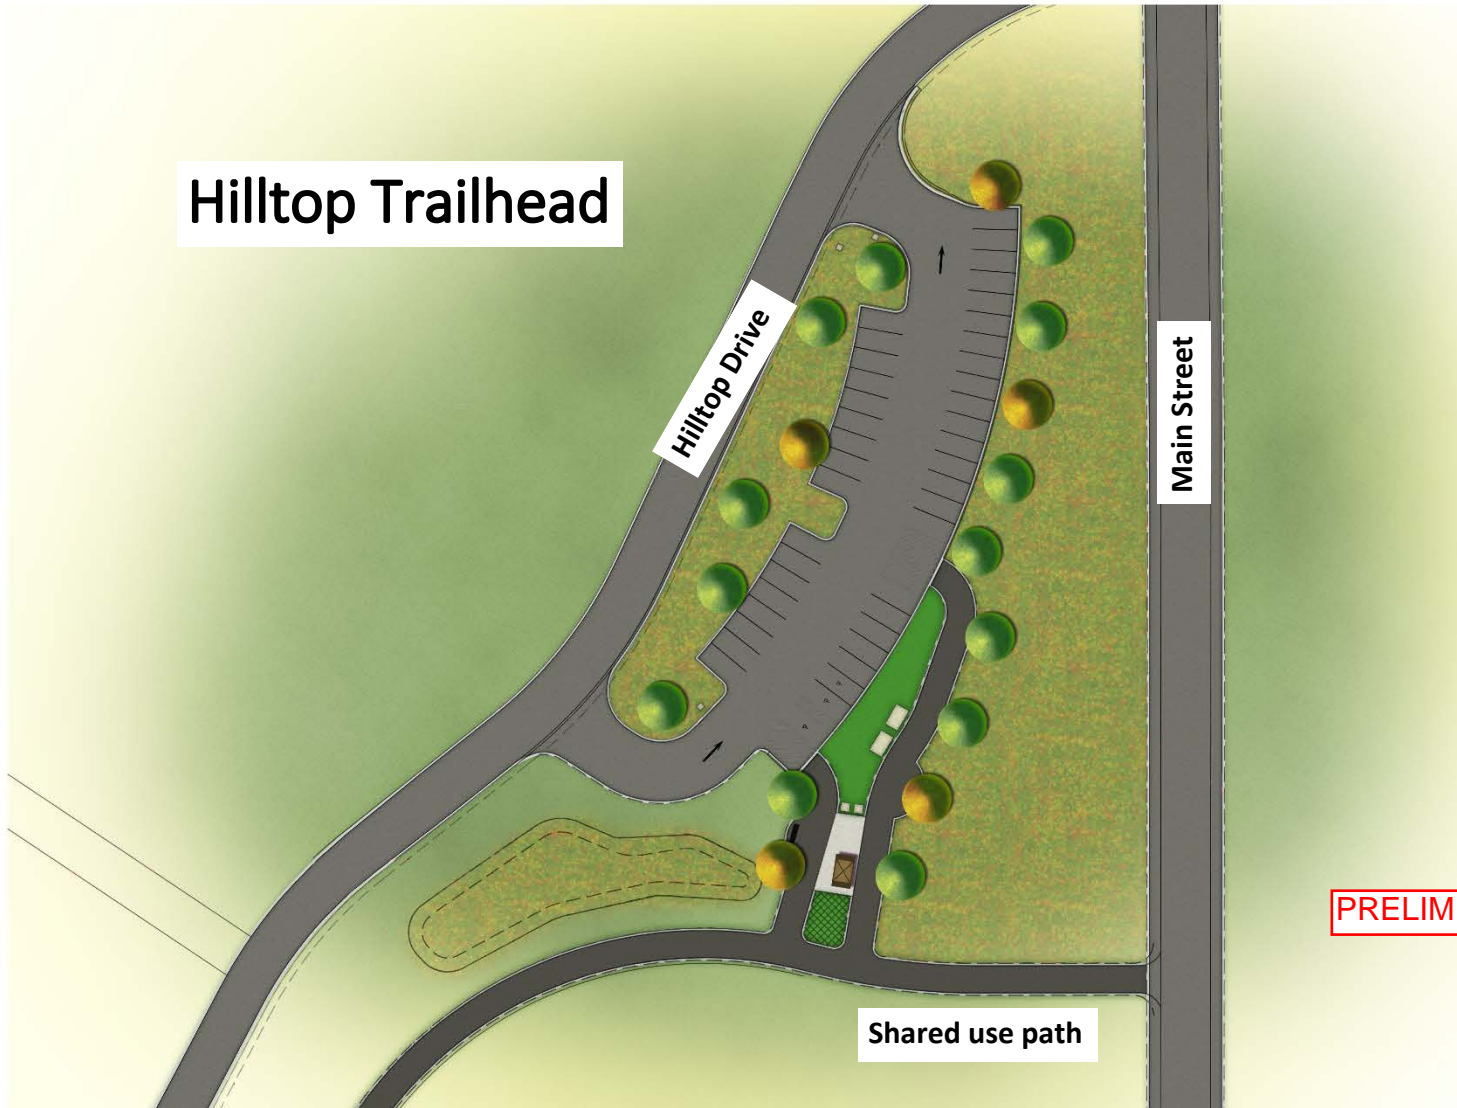 Hilltop Trailhead
Hilltop Drive
Main Street
PRELIM
Shared use path